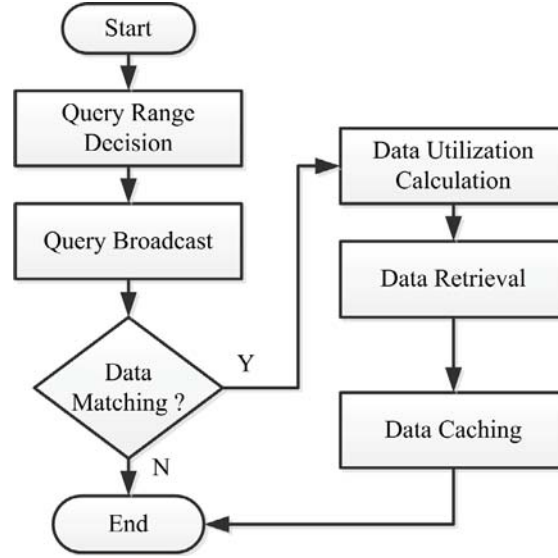 Start
Query Range
Decision
Query Broadcast
Data
Matching ?
Y
N
End
Data Utilization
Calculation
Data Retrieval
Data Caching